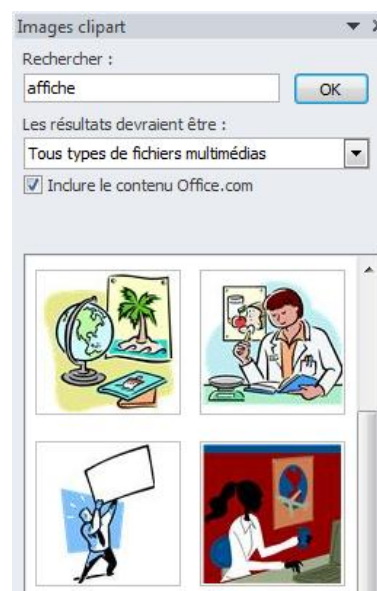 Images clipart
Rechercher :
affiche
OK
Les résultats devraient être :
Tous types de fichiers multimédias
Inclure le contenu Office.com